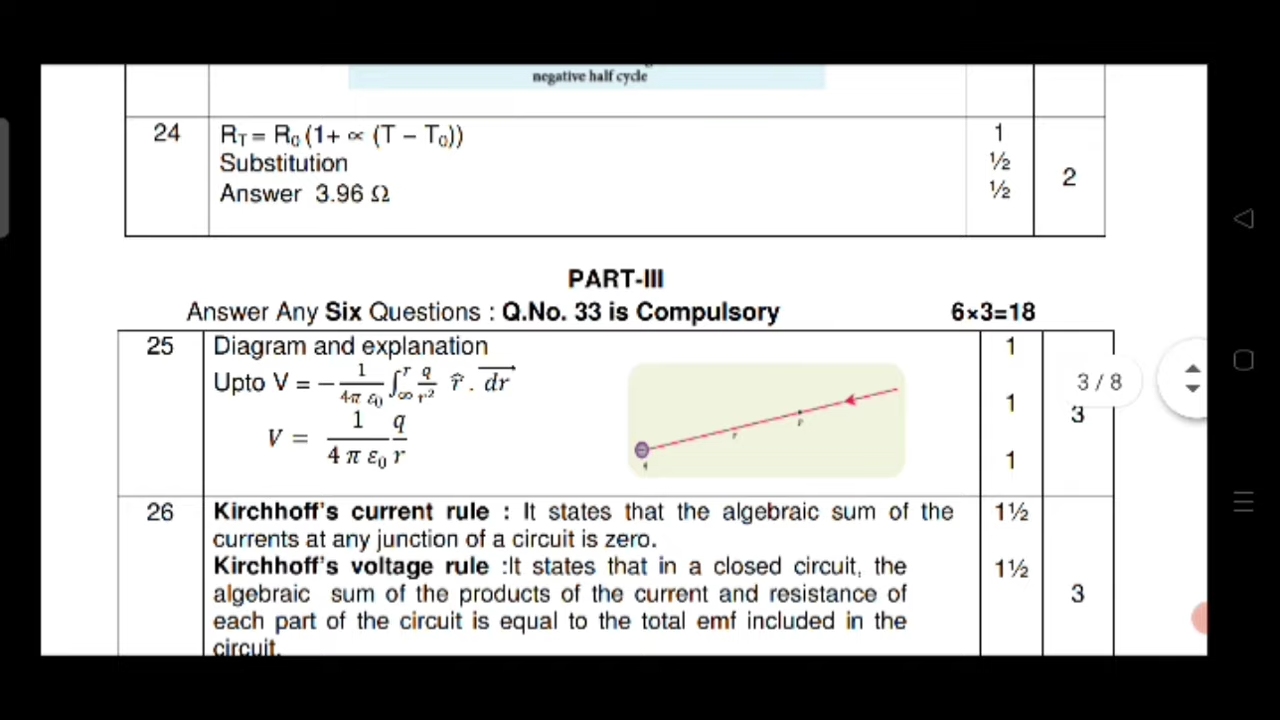 negative half cycle
24 R_T = R_0 (1+ ∝ (T – T_0)) 1
Substitution ½ 2
Answer 3.96 Ω ½
PART-III
Answer Any Six Questions : Q.No. 33 is Compulsory 6×3=18
25 Diagram and explanation 1
Upto V = − 1/(4π ε_0) ∫_∞^r q/r² r̂ . dr⃗ 1 3
V = 1/(4 π ε_0) q/r 1
r
P
q
3 / 8
26 Kirchhoff's current rule : It states that the algebraic sum of the 1½
currents at any junction of a circuit is zero.
Kirchhoff's voltage rule :It states that in a closed circuit, the 1½
algebraic sum of the products of the current and resistance of 3
each part of the circuit is equal to the total emf included in the
circuit.